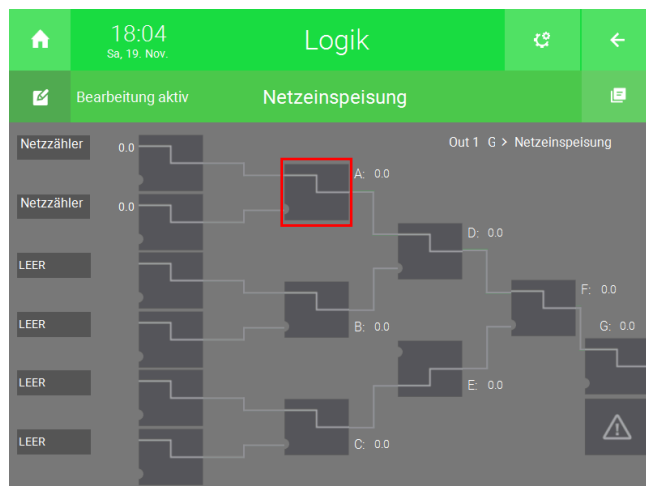 18:04
Sa, 19. Nov.
Logik
Bearbeitung aktiv
Netzeinspeisung
Netzzähler
0.0
Out 1 G > Netzeinspeisung
A: 0.0
Netzzähler
0.0
D: 0.0
LEER
F: 0.0
LEER
B: 0.0
G: 0.0
LEER
E: 0.0
LEER
C: 0.0